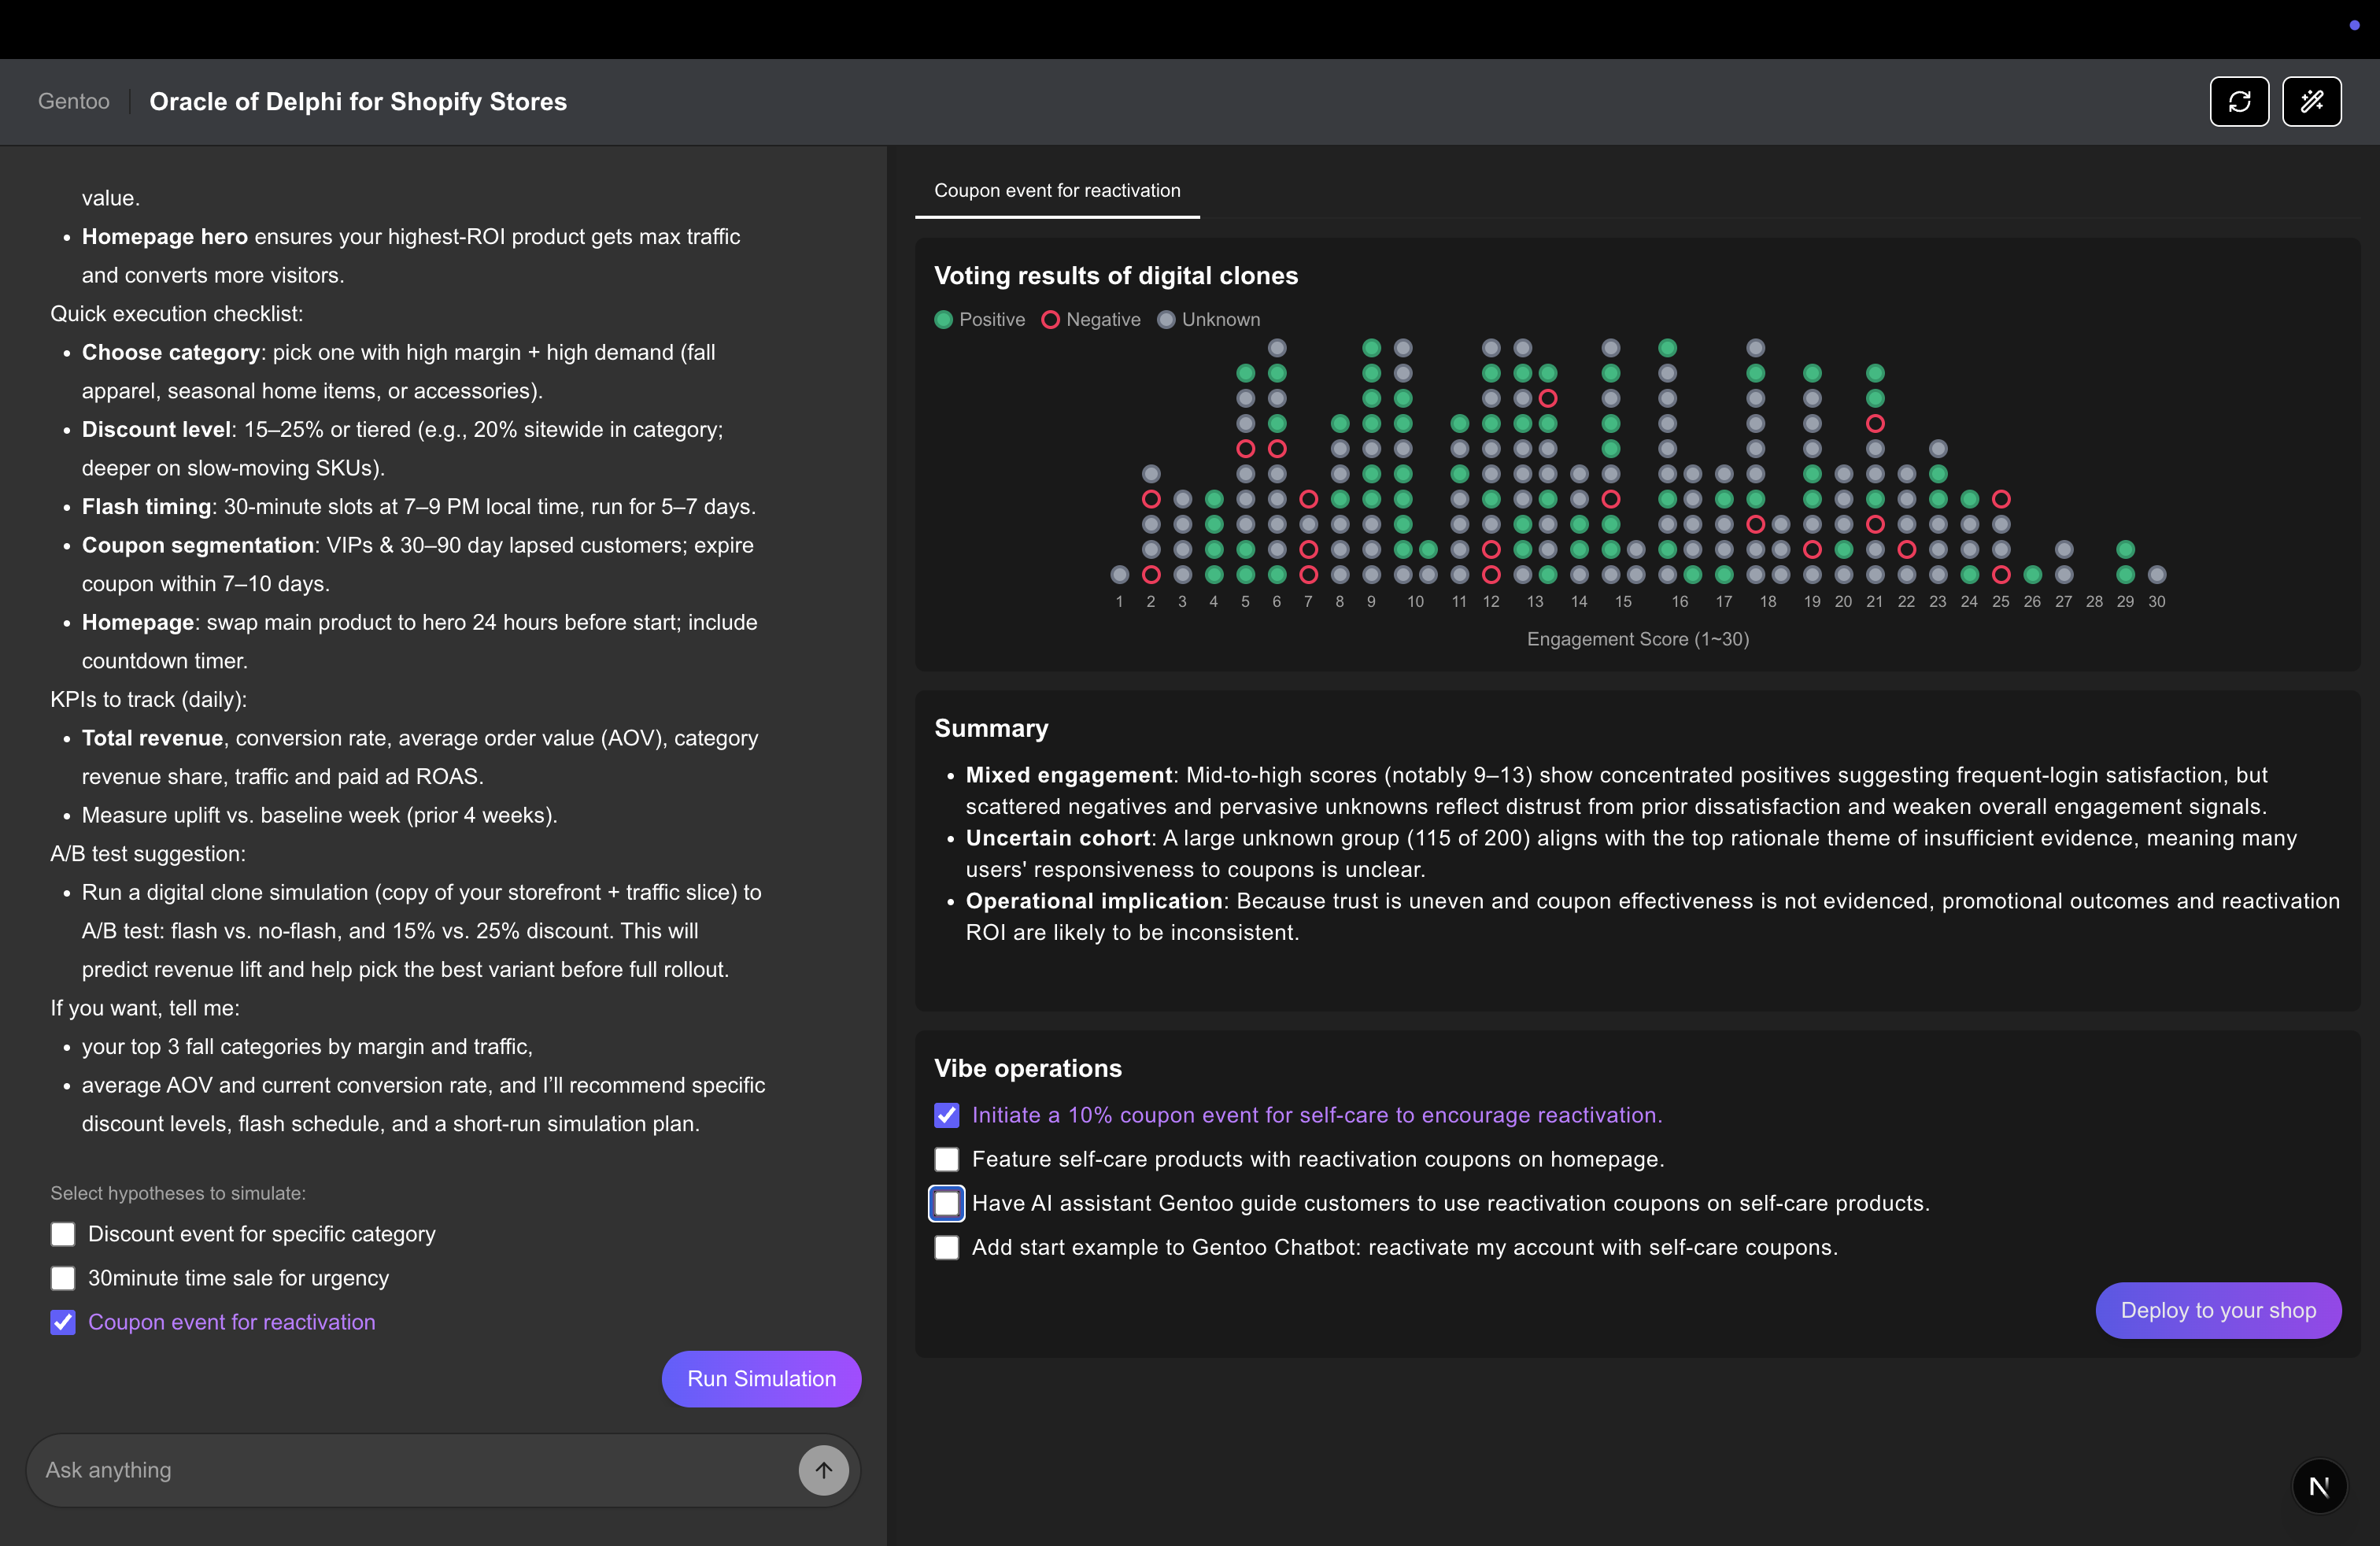 Gentoo
Oracle of Delphi for Shopify Stores
value.
Homepage hero ensures your highest-ROI product gets max traffic
and converts more visitors.
Quick execution checklist:
Choose category: pick one with high margin + high demand (fall
apparel, seasonal home items, or accessories).
Discount level: 15–25% or tiered (e.g., 20% sitewide in category;
deeper on slow-moving SKUs).
Flash timing: 30-minute slots at 7–9 PM local time, run for 5–7 days.
Coupon segmentation: VIPs & 30–90 day lapsed customers; expire
coupon within 7–10 days.
Homepage: swap main product to hero 24 hours before start; include
countdown timer.
KPIs to track (daily):
Total revenue, conversion rate, average order value (AOV), category
revenue share, traffic and paid ad ROAS.
Measure uplift vs. baseline week (prior 4 weeks).
A/B test suggestion:
Run a digital clone simulation (copy of your storefront + traffic slice) to
A/B test: flash vs. no-flash, and 15% vs. 25% discount. This will
predict revenue lift and help pick the best variant before full rollout.
If you want, tell me:
your top 3 fall categories by margin and traffic,
average AOV and current conversion rate, and I’ll recommend specific
discount levels, flash schedule, and a short-run simulation plan.
Select hypotheses to simulate:
Discount event for specific category
30minute time sale for urgency
Coupon event for reactivation
Run Simulation
Ask anything
Coupon event for reactivation
Voting results of digital clones
Positive Negative Unknown
1 2 3 4 5 6 7 8 9 10 11 12 13 14 15 16 17 18 19 20 21 22 23 24 25 26 27 28 29 30
Engagement Score (1~30)
Summary
Mixed engagement: Mid-to-high scores (notably 9–13) show concentrated positives suggesting frequent-login satisfaction, but
scattered negatives and pervasive unknowns reflect distrust from prior dissatisfaction and weaken overall engagement signals.
Uncertain cohort: A large unknown group (115 of 200) aligns with the top rationale theme of insufficient evidence, meaning many
users' responsiveness to coupons is unclear.
Operational implication: Because trust is uneven and coupon effectiveness is not evidenced, promotional outcomes and reactivation
ROI are likely to be inconsistent.
Vibe operations
Initiate a 10% coupon event for self-care to encourage reactivation.
Feature self-care products with reactivation coupons on homepage.
Have AI assistant Gentoo guide customers to use reactivation coupons on self-care products.
Add start example to Gentoo Chatbot: reactivate my account with self-care coupons.
Deploy to your shop
N